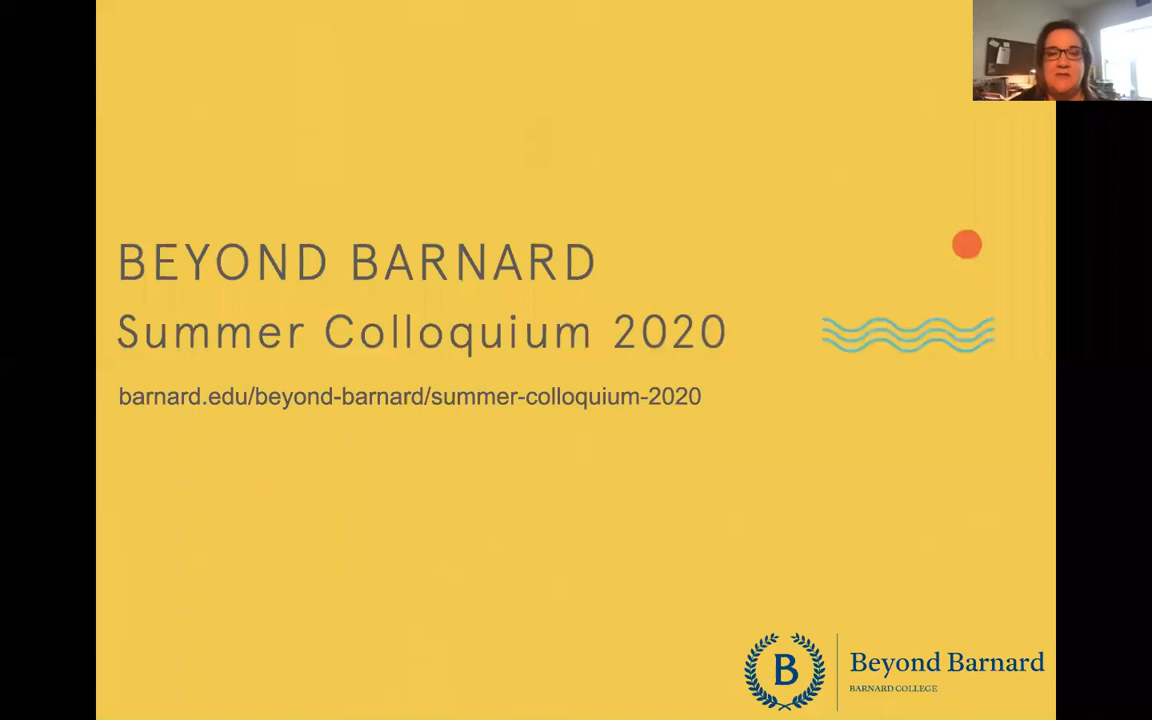 BEYOND BARNARD
Summer Colloquium 2020
barnard.edu/beyond-barnard/summer-colloquium-2020
B
Beyond Barnard
BARNARD COLLEGE